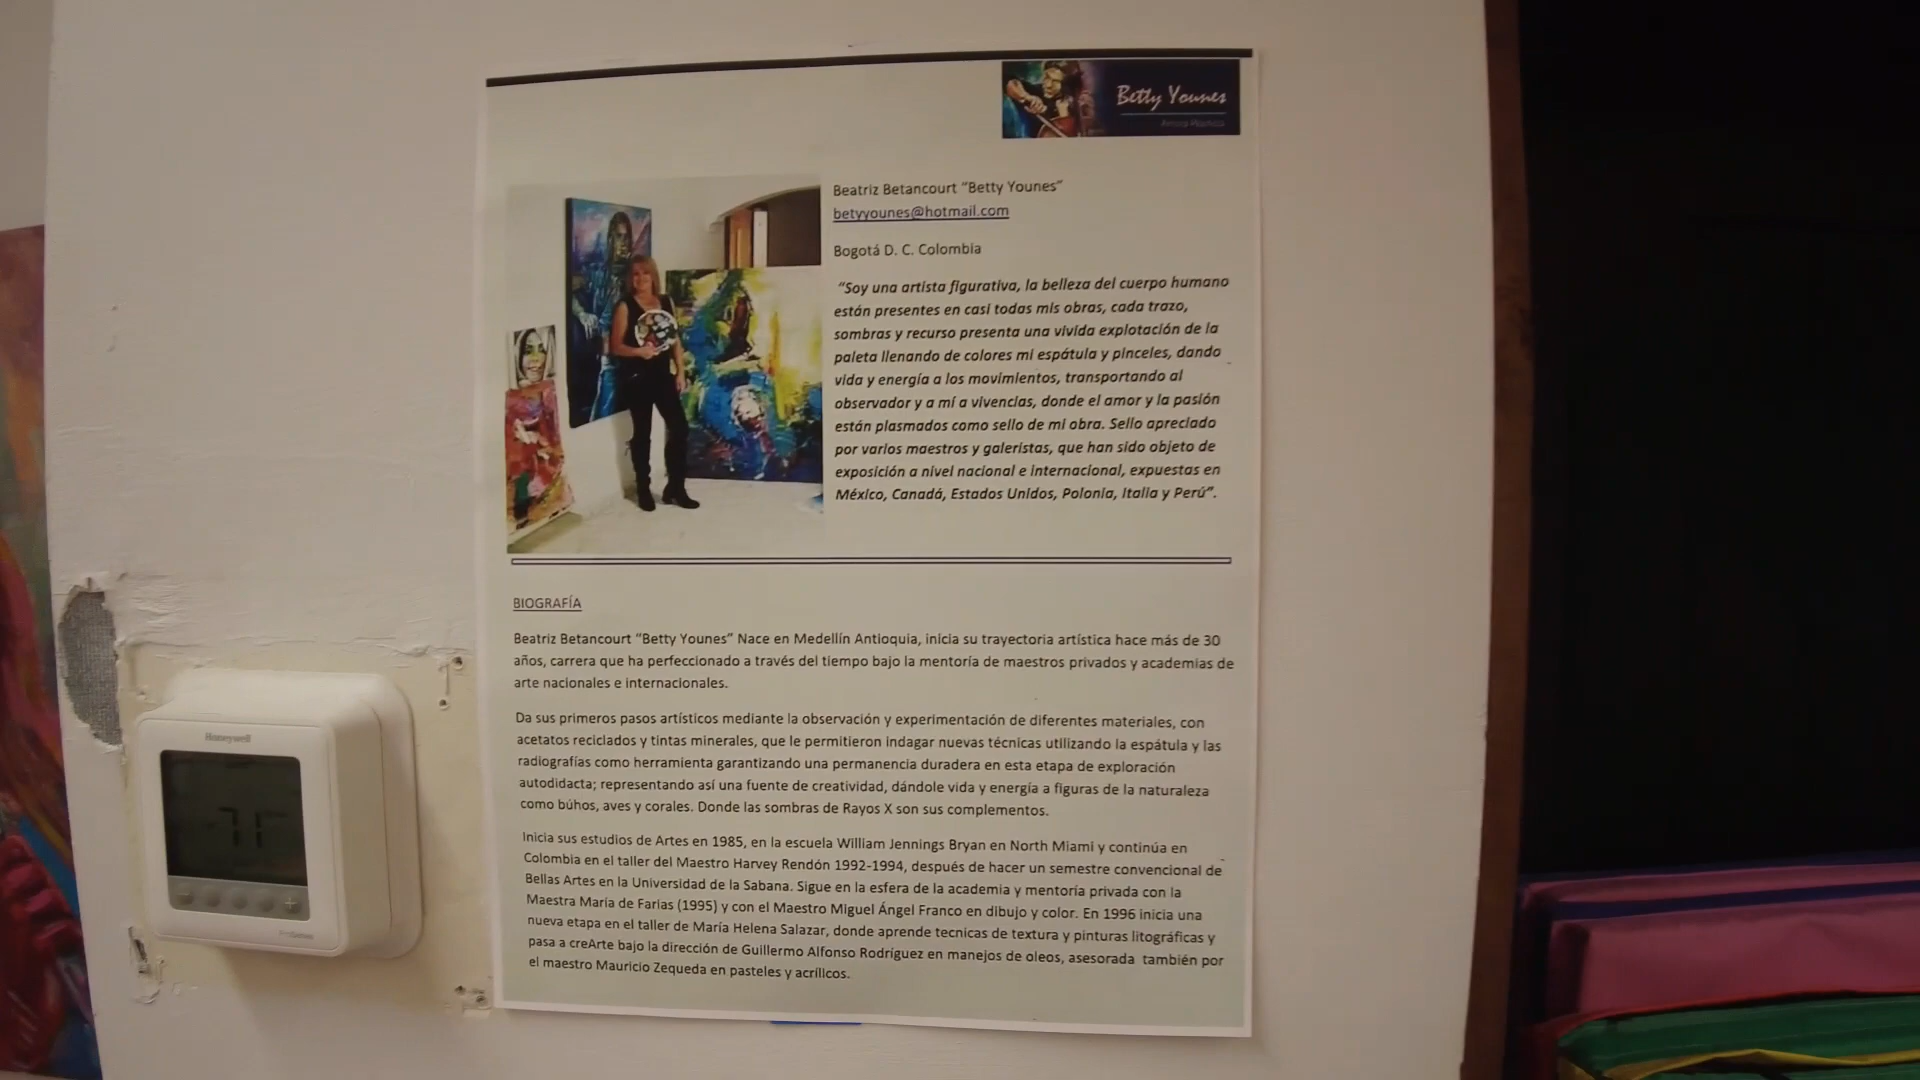 Betty Younes
Beatriz Betancourt "Betty Younes"
betyyounes@hotmail.com
Bogotá D. C. Colombia
"Soy una artista figurativa, la belleza del cuerpo humano
están presentes en casi todas mis obras, cada trazo,
sombras y recurso presenta una vivida explotación de la
paleta llenando de colores mi espátula y pinceles, dando
vida y energía a los movimientos, transportando al
observador y a mí a vivencias, donde el amor y la pasión
están plasmados como sello de mi obra. Sello apreciado
por varios maestros y galeristas, que han sido objeto de
exposición a nivel nacional e internacional, expuestas en
México, Canadá, Estados Unidos, Polonia, Italia y Perú".
BIOGRAFÍA
Beatriz Betancourt "Betty Younes" Nace en Medellín Antioquia, inicia su trayectoria artística hace más de 30
años, carrera que ha perfeccionado a través del tiempo bajo la mentoría de maestros privados y academias de
arte nacionales e internacionales.
Da sus primeros pasos artísticos mediante la observación y experimentación de diferentes materiales, con
acetatos reciclados y tintas minerales, que le permitieron indagar nuevas técnicas utilizando la espátula y las
radiografías como herramienta garantizando una permanencia duradera en esta etapa de exploración
autodidacta; representando así una fuente de creatividad, dándole vida y energía a figuras de la naturaleza
como búhos, aves y corales. Donde las sombras de Rayos X son sus complementos.
Inicia sus estudios de Artes en 1985, en la escuela William Jennings Bryan en North Miami y continúa en
Colombia en el taller del Maestro Harvey Rendón 1992-1994, después de hacer un semestre convencional de
Bellas Artes en la Universidad de la Sabana. Sigue en la esfera de la academia y mentoría privada con la
Maestra María de Farias (1995) y con el Maestro Miguel Ángel Franco en dibujo y color. En 1996 inicia una
nueva etapa en el taller de María Helena Salazar, donde aprende tecnicas de textura y pinturas litográficas y
pasa a creArte bajo la dirección de Guillermo Alfonso Rodríguez en manejos de oleos, asesorada también por
el maestro Mauricio Zequeda en pasteles y acrílicos.
Honeywell
71